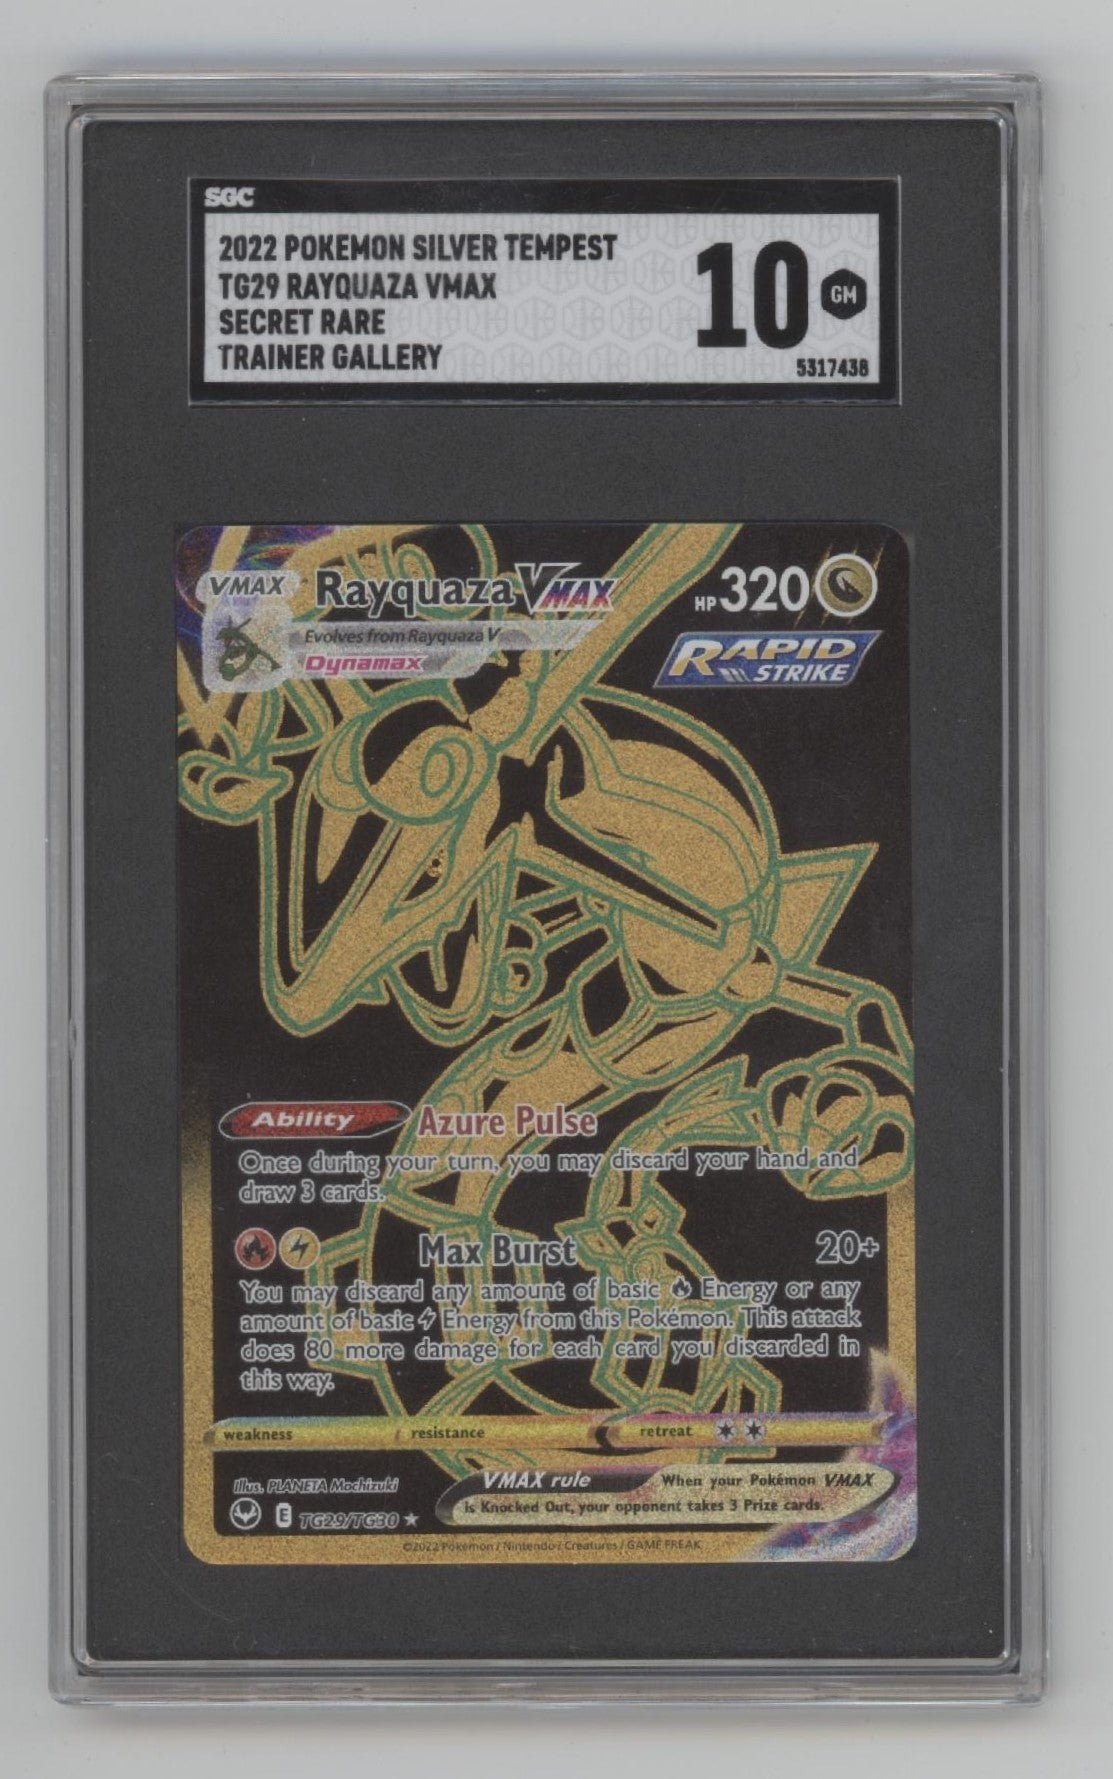 SGC
2022 POKEMON SILVER TEMPEST
TG29 RAYQUAZA VMAX
SECRET RARE
TRAINER GALLERY
10 GM
5317438
VMAX Rayquaza VMAX HP 320
Evolves from Rayquaza V
Dynamax
RAPID
STRIKE
Ability Azure Pulse
Once during your turn, you may discard your hand and
draw 3 cards.
Max Burst 20+
You may discard any amount of basic Energy or any
amount of basic Energy from this Pokémon. This attack
does 80 more damage for each card you discarded in
this way.
weakness resistance retreat
Illus. PLANETA Mochizuki
VMAX rule When your Pokémon VMAX
is Knocked Out, your opponent takes 3 Prize cards.
E TG29/TG30 ★
©2022 Pokémon / Nintendo / Creatures / GAME FREAK